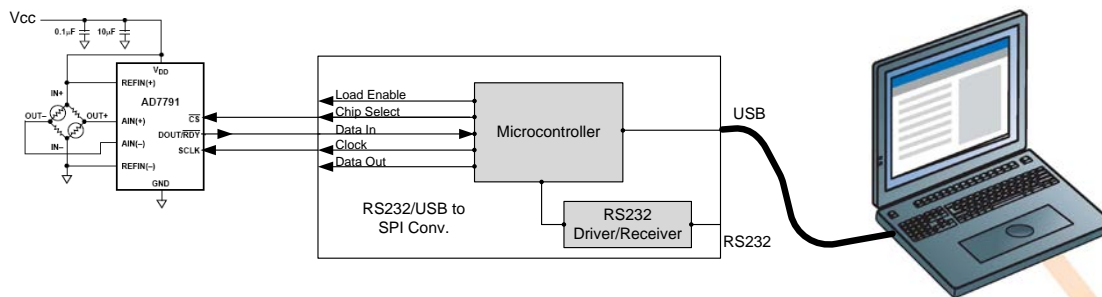 Vcc
0.1µF
10µF
VDD
IN+
REFIN(+)
AD7791
OUT–
OUT+
AIN(+)
CS
AIN(–)
DOUT/RDY
SCLK
IN–
REFIN(–)
GND
Load Enable
Chip Select
Data In
Clock
Data Out
Microcontroller
RS232/USB to
SPI Conv.
RS232
Driver/Receiver
USB
RS232